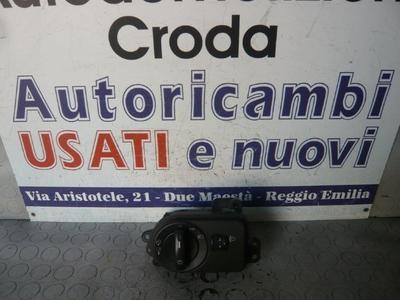 Croda
Autoricambi
USATI e nuovi
Via Aristotele, 21 - Due Maestà - Reggio Emilia